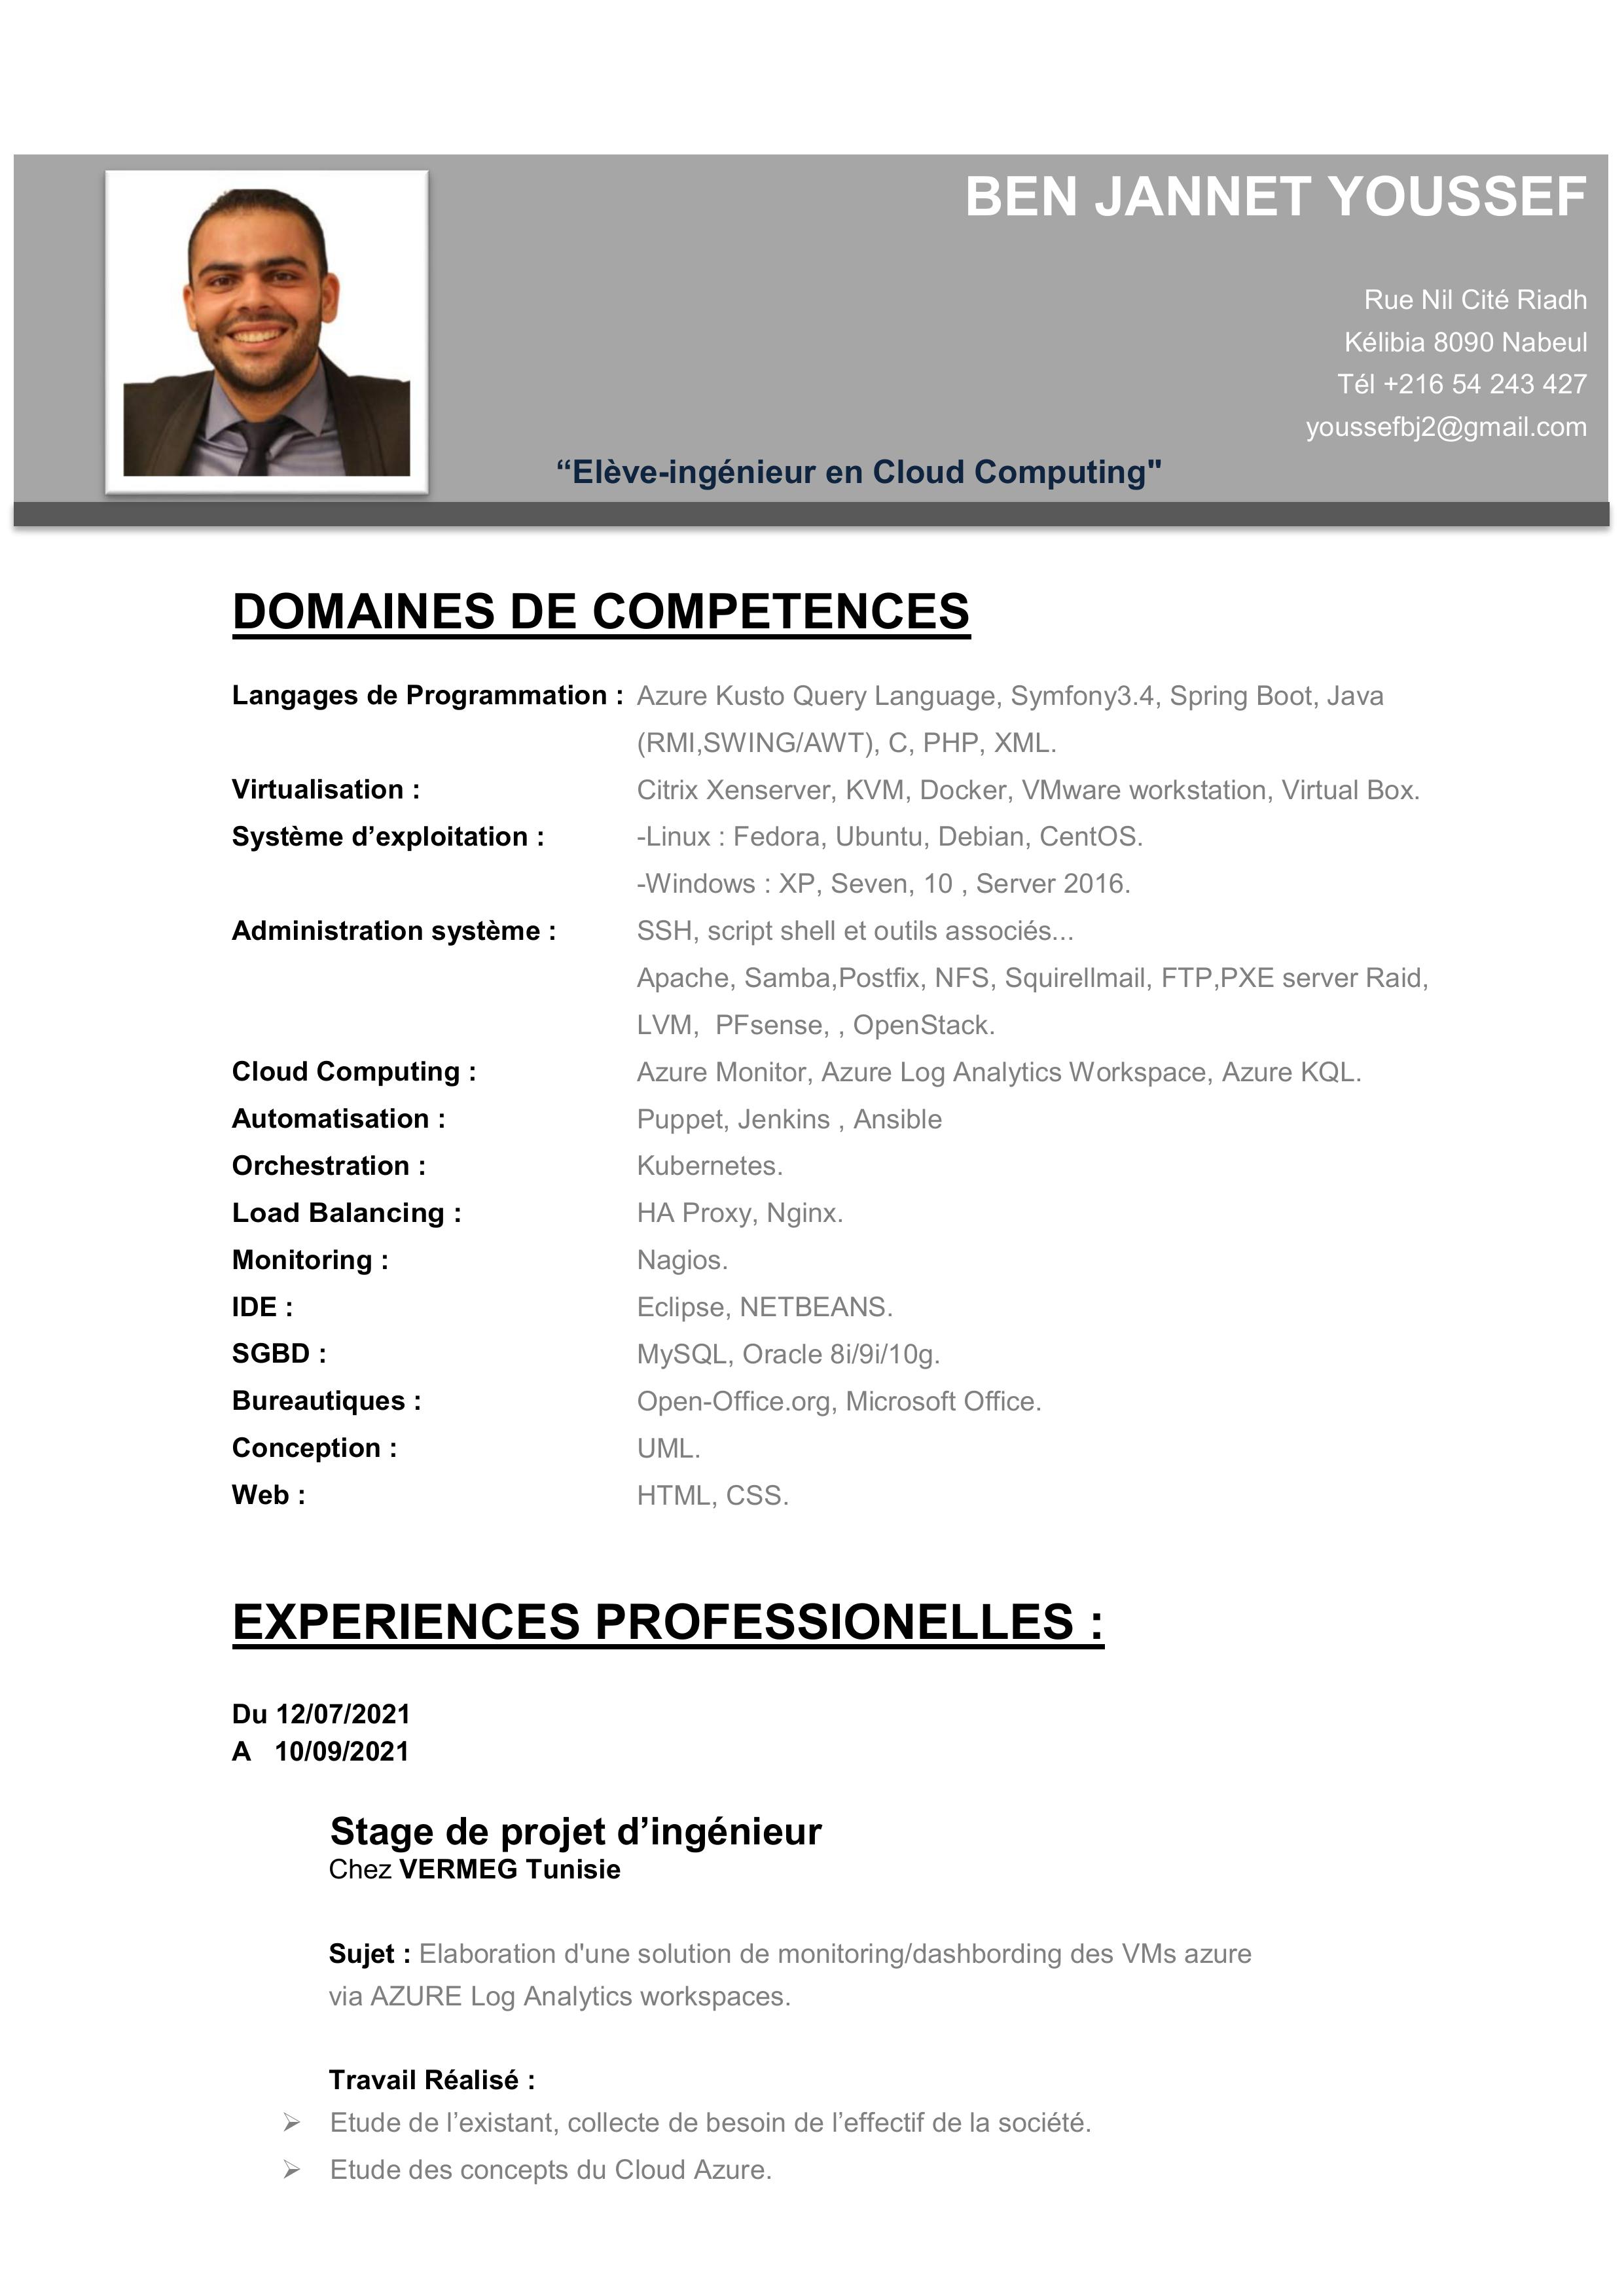 BEN JANNET YOUSSEF
Rue Nil Cité Riadh
Kélibia 8090 Nabeul
Tél +216 54 243 427
youssefbj2@gmail.com
“Elève-ingénieur en Cloud Computing"
DOMAINES DE COMPETENCES
Langages de Programmation : Azure Kusto Query Language, Symfony3.4, Spring Boot, Java
(RMI,SWING/AWT), C, PHP, XML.
Virtualisation : Citrix Xenserver, KVM, Docker, VMware workstation, Virtual Box.
Système d’exploitation : -Linux : Fedora, Ubuntu, Debian, CentOS.
-Windows : XP, Seven, 10 , Server 2016.
Administration système : SSH, script shell et outils associés...
Apache, Samba,Postfix, NFS, Squirellmail, FTP,PXE server Raid,
LVM, PFsense, , OpenStack.
Cloud Computing : Azure Monitor, Azure Log Analytics Workspace, Azure KQL.
Automatisation : Puppet, Jenkins , Ansible
Orchestration : Kubernetes.
Load Balancing : HA Proxy, Nginx.
Monitoring : Nagios.
IDE : Eclipse, NETBEANS.
SGBD : MySQL, Oracle 8i/9i/10g.
Bureautiques : Open-Office.org, Microsoft Office.
Conception : UML.
Web : HTML, CSS.
EXPERIENCES PROFESSIONELLES :
Du 12/07/2021
A 10/09/2021
Stage de projet d’ingénieur
Chez VERMEG Tunisie
Sujet : Elaboration d'une solution de monitoring/dashbording des VMs azure
via AZURE Log Analytics workspaces.
Travail Réalisé :
➢ Etude de l’existant, collecte de besoin de l’effectif de la société.
➢ Etude des concepts du Cloud Azure.